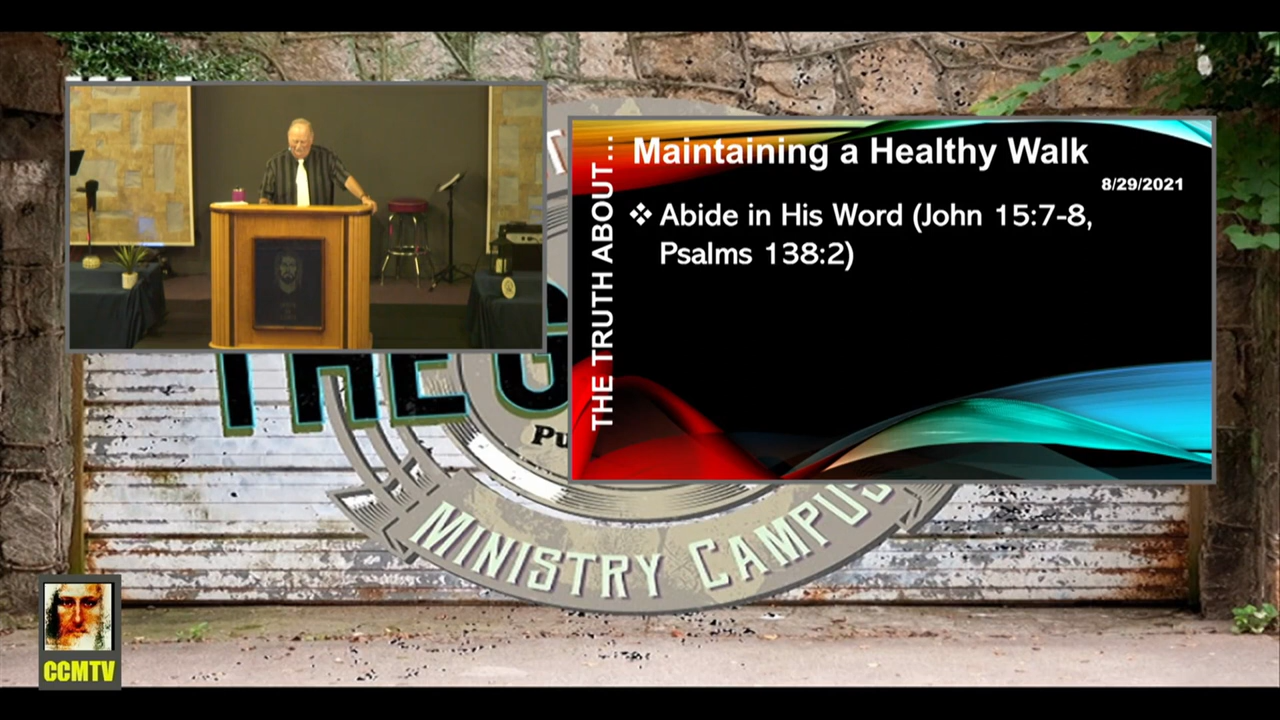 THE TRUTH ABOUT...
Maintaining a Healthy Walk
8/29/2021
❖ Abide in His Word (John 15:7-8,
Psalms 138:2)
THE G
MINISTRY CAMPUS
CCMTV